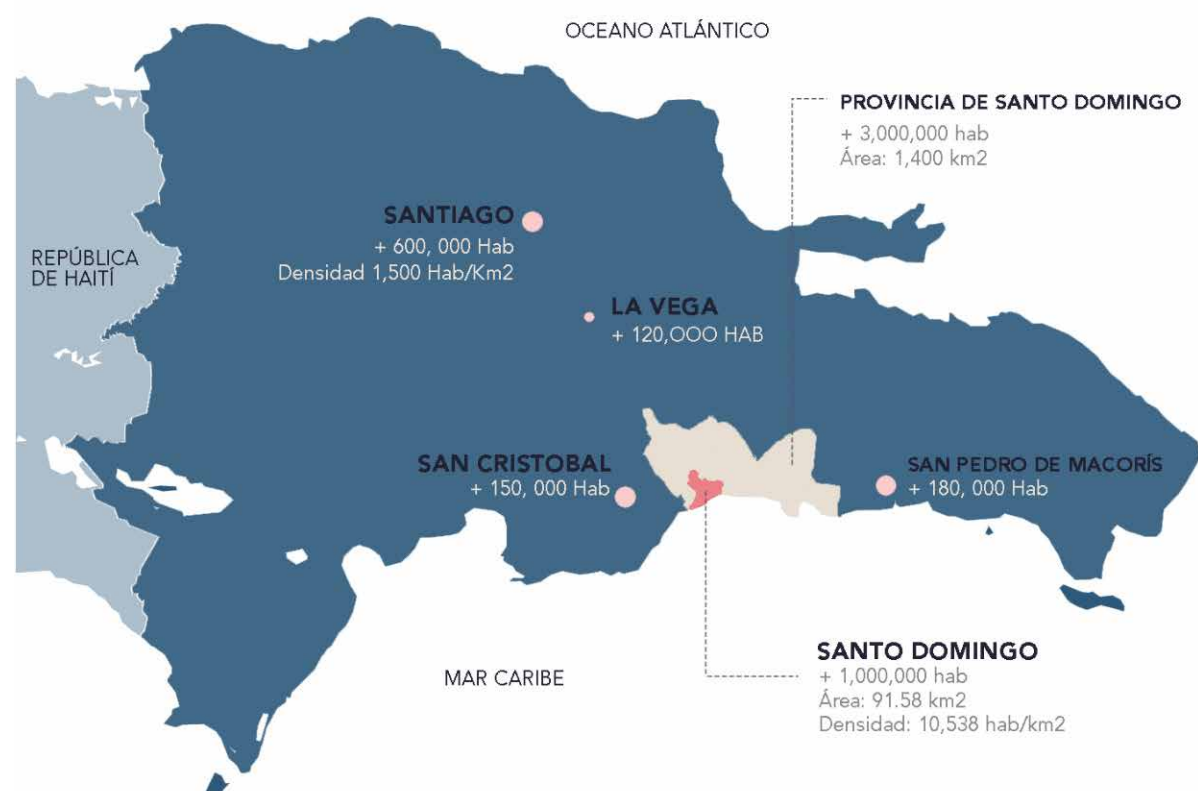 OCEANO ATLÁNTICO
PROVINCIA DE SANTO DOMINGO
+ 3,000,000 hab
Área: 1,400 km2
SANTIAGO
+ 600, 000 Hab
Densidad 1,500 Hab/Km2
REPÚBLICA
DE HAITÍ
LA VEGA
+ 120,OOO HAB
SAN CRISTOBAL
+ 150, 000 Hab
SAN PEDRO DE MACORÍS
+ 180, 000 Hab
SANTO DOMINGO
+ 1,000,000 hab
Área: 91.58 km2
Densidad: 10,538 hab/km2
MAR CARIBE